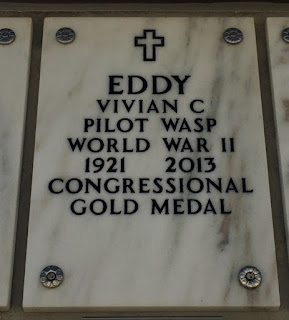 EDDY
VIVIAN C
PILOT WASP
WORLD WAR II
1921 2013
CONGRESSIONAL
GOLD MEDAL